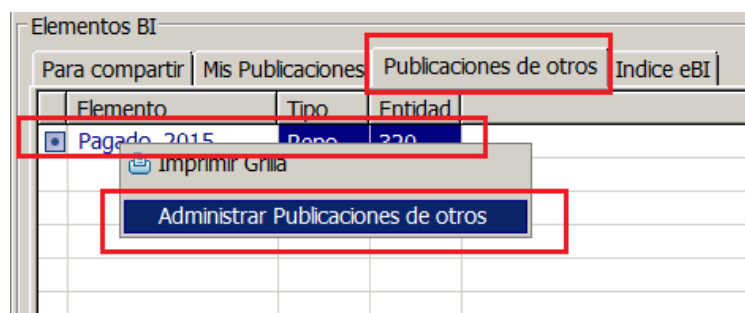 Elementos BI
Para compartir Mis Publicaciones Publicaciones de otros Indice eBI
Elemento Tipo Entidad
Pagado 2015 Repo 320
Imprimir Grilla
Administrar Publicaciones de otros